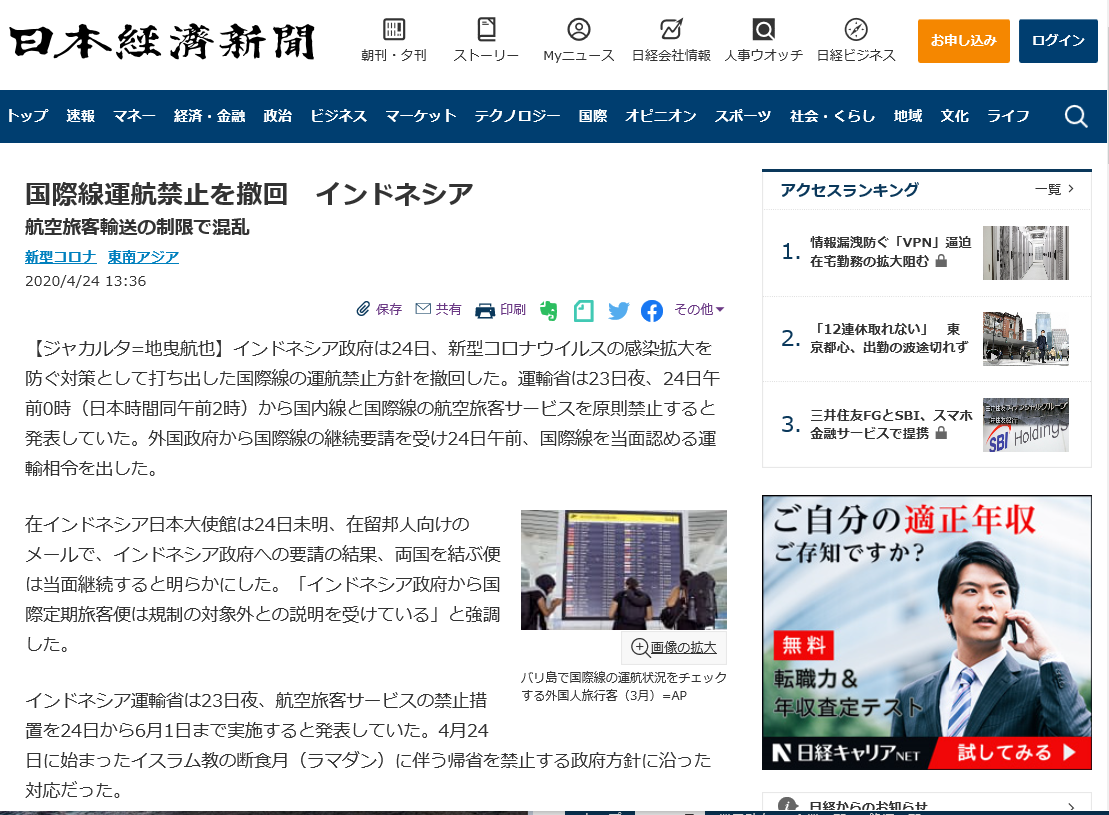 日本経済新聞
朝刊・夕刊
ストーリー
Myニュース
日経会社情報
人事ウオッチ
日経ビジネス
お申し込み
ログイン
トップ 速報 マネー 経済・金融 政治 ビジネス マーケット テクノロジー 国際 オピニオン スポーツ 社会・くらし 地域 文化 ライフ
国際線運航禁止を撤回 インドネシア
航空旅客輸送の制限で混乱
新型コロナ 東南アジア
2020/4/24 13:36
保存 共有 印刷 その他
【ジャカルタ=地曳航也】インドネシア政府は24日、新型コロナウイルスの感染拡大を
防ぐ対策として打ち出した国際線の運航禁止方針を撤回した。運輸省は23日夜、24日午
前0時（日本時間同午前2時）から国内線と国際線の航空旅客サービスを原則禁止すると
発表していた。外国政府から国際線の継続要請を受け24日午前、国際線を当面認める運
輸相令を出した。
在インドネシア日本大使館は24日未明、在留邦人向けの
メールで、インドネシア政府への要請の結果、両国を結ぶ便
は当面継続すると明らかにした。「インドネシア政府から国
際定期旅客便は規制の対象外との説明を受けている」と強調
した。
画像の拡大
バリ島で国際線の運航状況をチェック
する外国人旅行客（3月）=AP
インドネシア運輸省は23日夜、航空旅客サービスの禁止措
置を24日から6月1日まで実施すると発表していた。4月24
日に始まったイスラム教の断食月（ラマダン）に伴う帰省を禁止する政府方針に沿った
対応だった。
アクセスランキング 一覧
1. 情報漏洩防ぐ「VPN」逼迫
在宅勤務の拡大阻む
2. 「12連休取れない」 東
京都心、出勤の波途切れず
3. 三井住友FGとSBI、スマホ
金融サービスで提携
SBI Holdings
ご自分の適正年収
ご存知ですか?
無料
転職力&
年収査定テスト
日経キャリアNET 試してみる
日経からのお知らせ